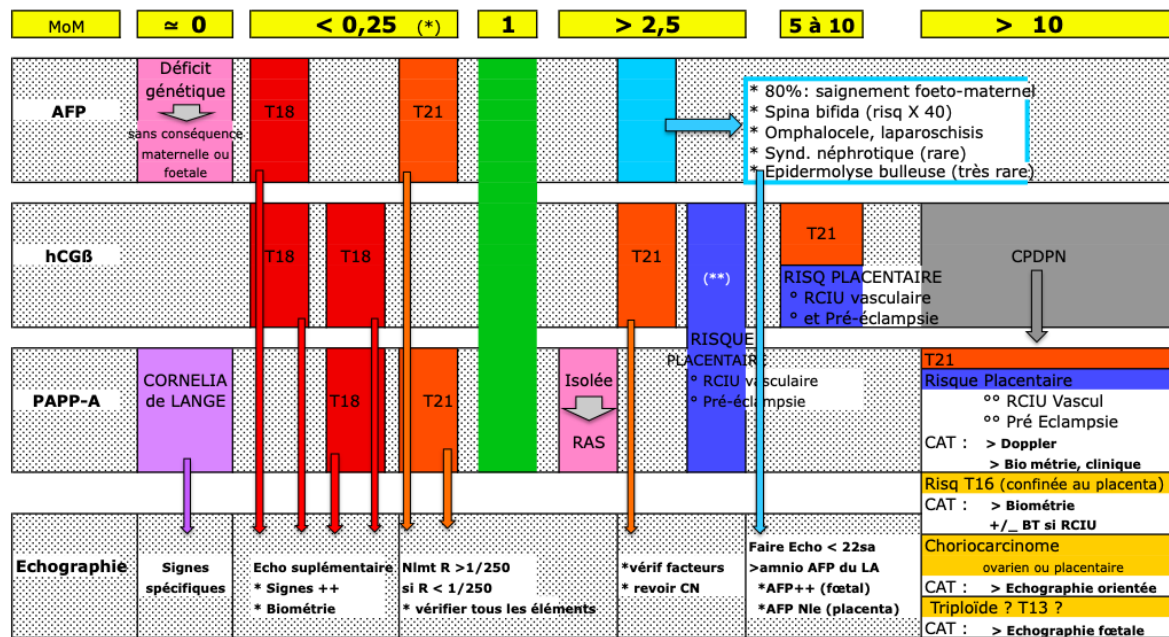 MoM
≃ 0
< 0,25 (*)
1
> 2,5
5 à 10
> 10
AFP
Déficit
génétique
sans conséquence
maternelle ou
foetale
T18
T21
* 80%: saignement foeto-maternel
* Spina bifida (risq X 40)
* Omphalocele, laparoschisis
* Synd. néphrotique (rare)
* Epidermolyse bulleuse (très rare)
hCGß
T18
T18
T21
(**)
T21
RISQ PLACENTAIRE
° RCIU vasculaire
° et Pré-éclampsie
CPDPN
RISQUE
PLACENTAIRE
° RCIU vasculaire
° Pré-éclampsie
PAPP-A
CORNELIA
de LANGE
T18
T21
Isolée
RAS
T21
Risque Placentaire
°° RCIU Vascul
°° Pré Eclampsie
CAT : > Doppler
> Bio métrie, clinique
Risq T16 (confinée au placenta)
CAT : > Biométrie
+/_ BT si RCIU
Choriocarcinome
ovarien ou placentaire
CAT : > Echographie orientée
Triploïde ? T13 ?
CAT : > Echographie fœtale
Echographie
Signes
spécifiques
Echo suplémentaire
* Signes ++
* Biométrie
Nlmt R >1/250
si R < 1/250
* vérifier tous les éléments
*vérif facteurs
* revoir CN
Faire Echo < 22sa
>amnio AFP du LA
*AFP++ (fœtal)
*AFP Nle (placenta)